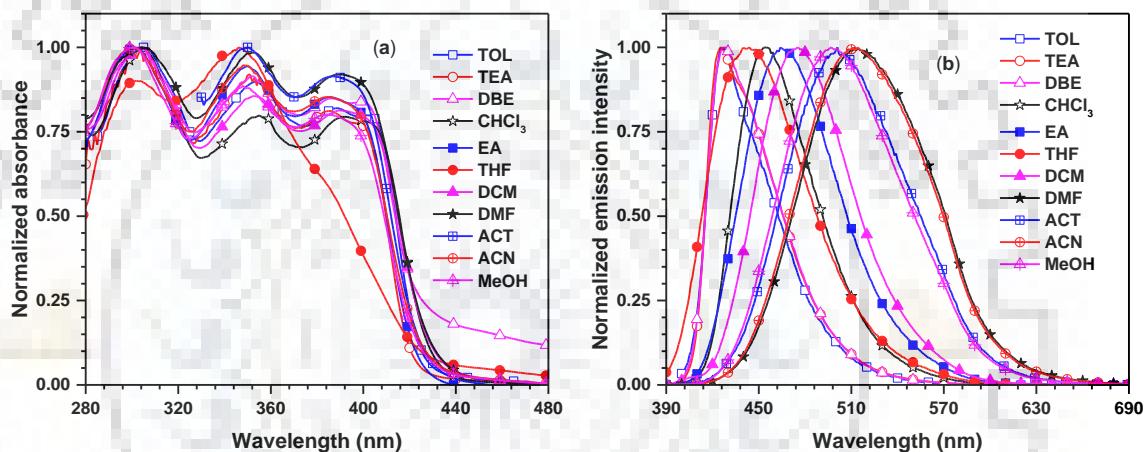 (a)
TOL
TEA
DBE
CHCl₃
EA
THF
DCM
DMF
ACT
ACN
MeOH
Normalized absorbance
1.00
0.75
0.50
0.25
0.00
280 320 360 400 440 480
Wavelength (nm)
(b)
TOL
TEA
DBE
CHCl₃
EA
THF
DCM
DMF
ACT
ACN
MeOH
Normalized emission intensity
1.00
0.75
0.50
0.25
0.00
390 450 510 570 630 690
Wavelength (nm)